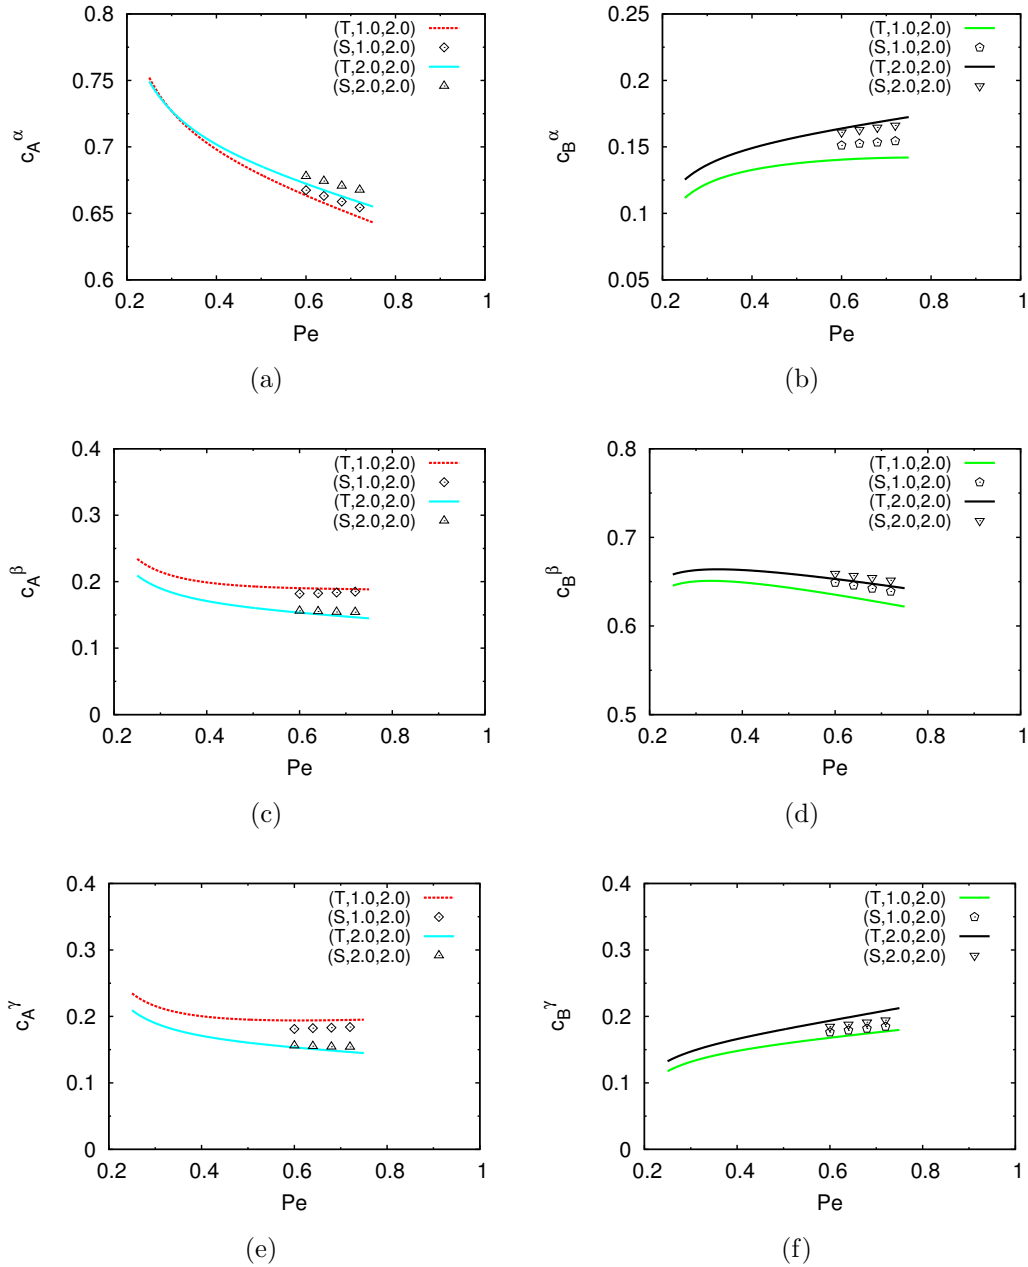 (T,1.0,2.0)
(S,1.0,2.0)
(T,2.0,2.0)
(S,2.0,2.0)
0.8
0.75
0.7
0.65
0.6
c_A^α
0.2 0.4 0.6 0.8 1
Pe
(a)
(T,1.0,2.0)
(S,1.0,2.0)
(T,2.0,2.0)
(S,2.0,2.0)
0.25
0.2
0.15
0.1
0.05
c_B^α
0.2 0.4 0.6 0.8 1
Pe
(b)
(T,1.0,2.0)
(S,1.0,2.0)
(T,2.0,2.0)
(S,2.0,2.0)
0.4
0.3
0.2
0.1
0
c_A^β
0.2 0.4 0.6 0.8 1
Pe
(c)
(T,1.0,2.0)
(S,1.0,2.0)
(T,2.0,2.0)
(S,2.0,2.0)
0.8
0.7
0.6
0.5
c_B^β
0.2 0.4 0.6 0.8 1
Pe
(d)
(T,1.0,2.0)
(S,1.0,2.0)
(T,2.0,2.0)
(S,2.0,2.0)
0.4
0.3
0.2
0.1
0
c_A^γ
0.2 0.4 0.6 0.8 1
Pe
(e)
(T,1.0,2.0)
(S,1.0,2.0)
(T,2.0,2.0)
(S,2.0,2.0)
0.4
0.3
0.2
0.1
0
c_B^γ
0.2 0.4 0.6 0.8 1
Pe
(f)